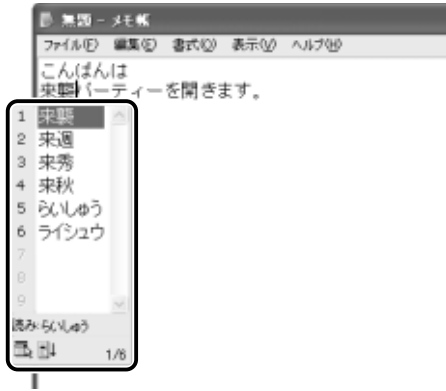 無題 - メモ帳
ファイル(F) 編集(E) 書式(O) 表示(V) ヘルプ(H)
こんばんは
来襲パーティーを開きます。
1 来襲
2 来週
3 来秀
4 来秋
5 らいしゅう
6 ライシュウ
7
8
9
読み:らいしゅう
1/6